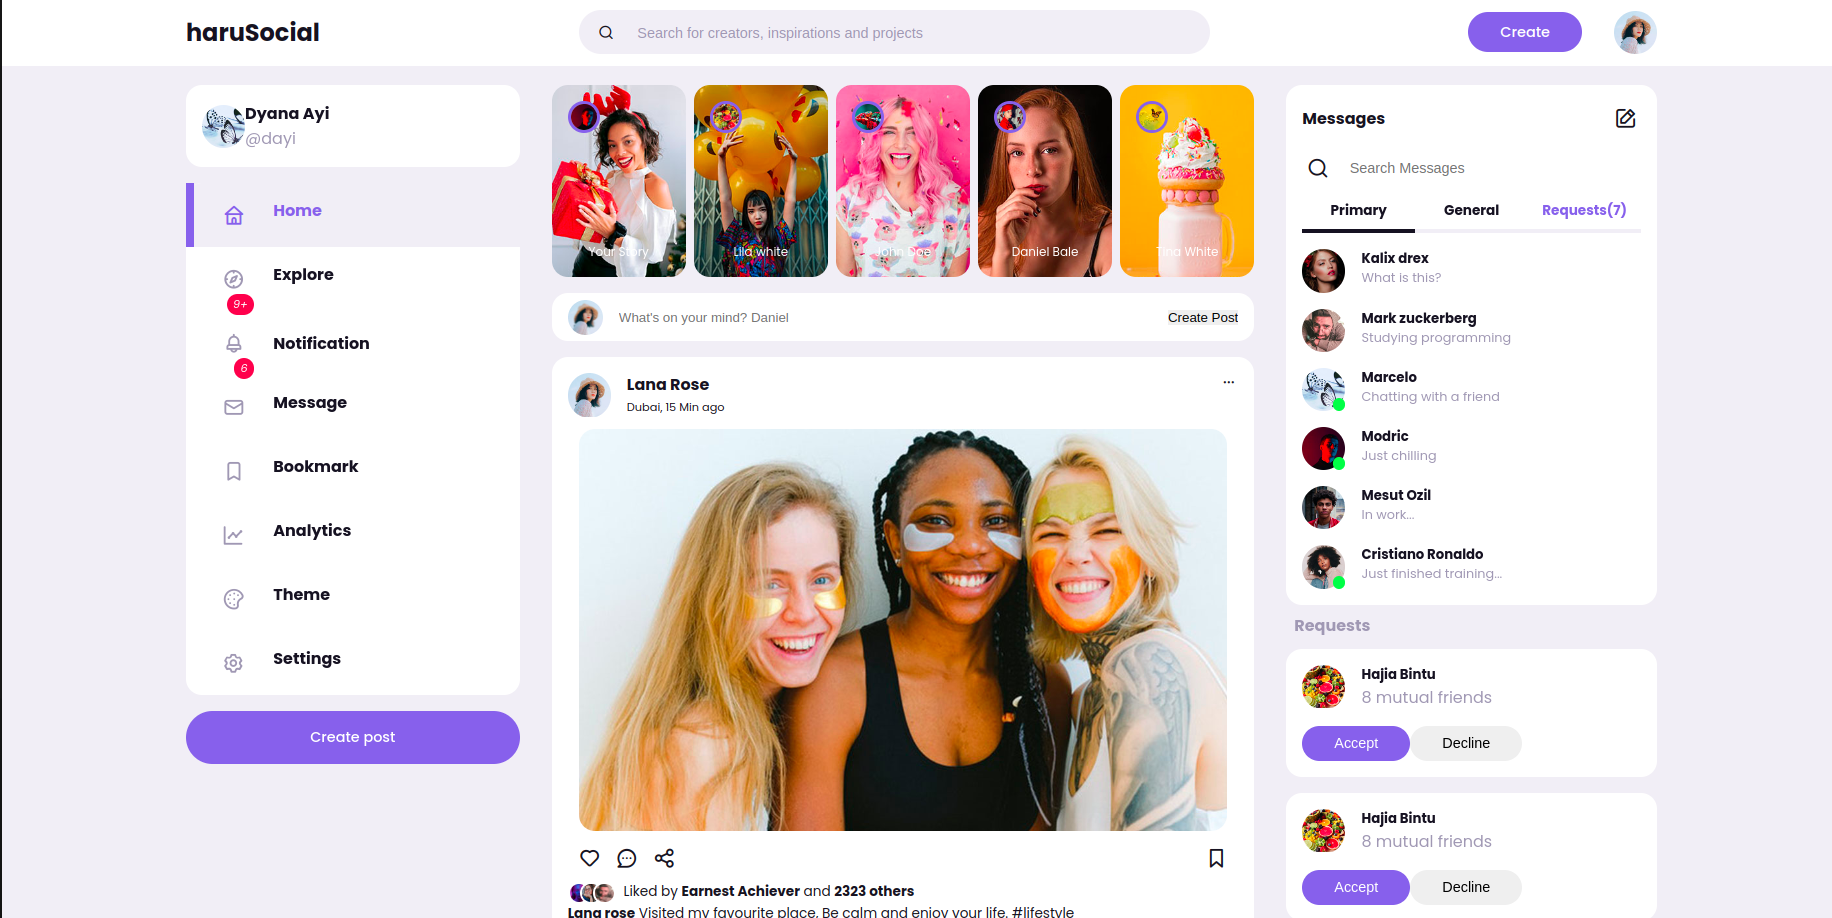 haruSocial
Search for creators, inspirations and projects
Create
Dyana Ayi
@dayi
Home
Explore
9+
Notification
6
Message
Bookmark
Analytics
Theme
Settings
Create post
Your Story
Lila white
John Doe
Daniel Bale
Tina White
What's on your mind? Daniel
Create Post
Lana Rose
Dubai, 15 Min ago
Liked by Earnest Achiever and 2323 others
Lana rose Visited my favourite place. Be calm and enjoy your life. #lifestyle
Messages
Search Messages
Primary
General
Requests(7)
Kalix drex
What is this?
Mark zuckerberg
Studying programming
Marcelo
Chatting with a friend
Modric
Just chilling
Mesut Ozil
In work...
Cristiano Ronaldo
Just finished training...
Requests
Hajia Bintu
8 mutual friends
Accept
Decline
Hajia Bintu
8 mutual friends
Accept
Decline